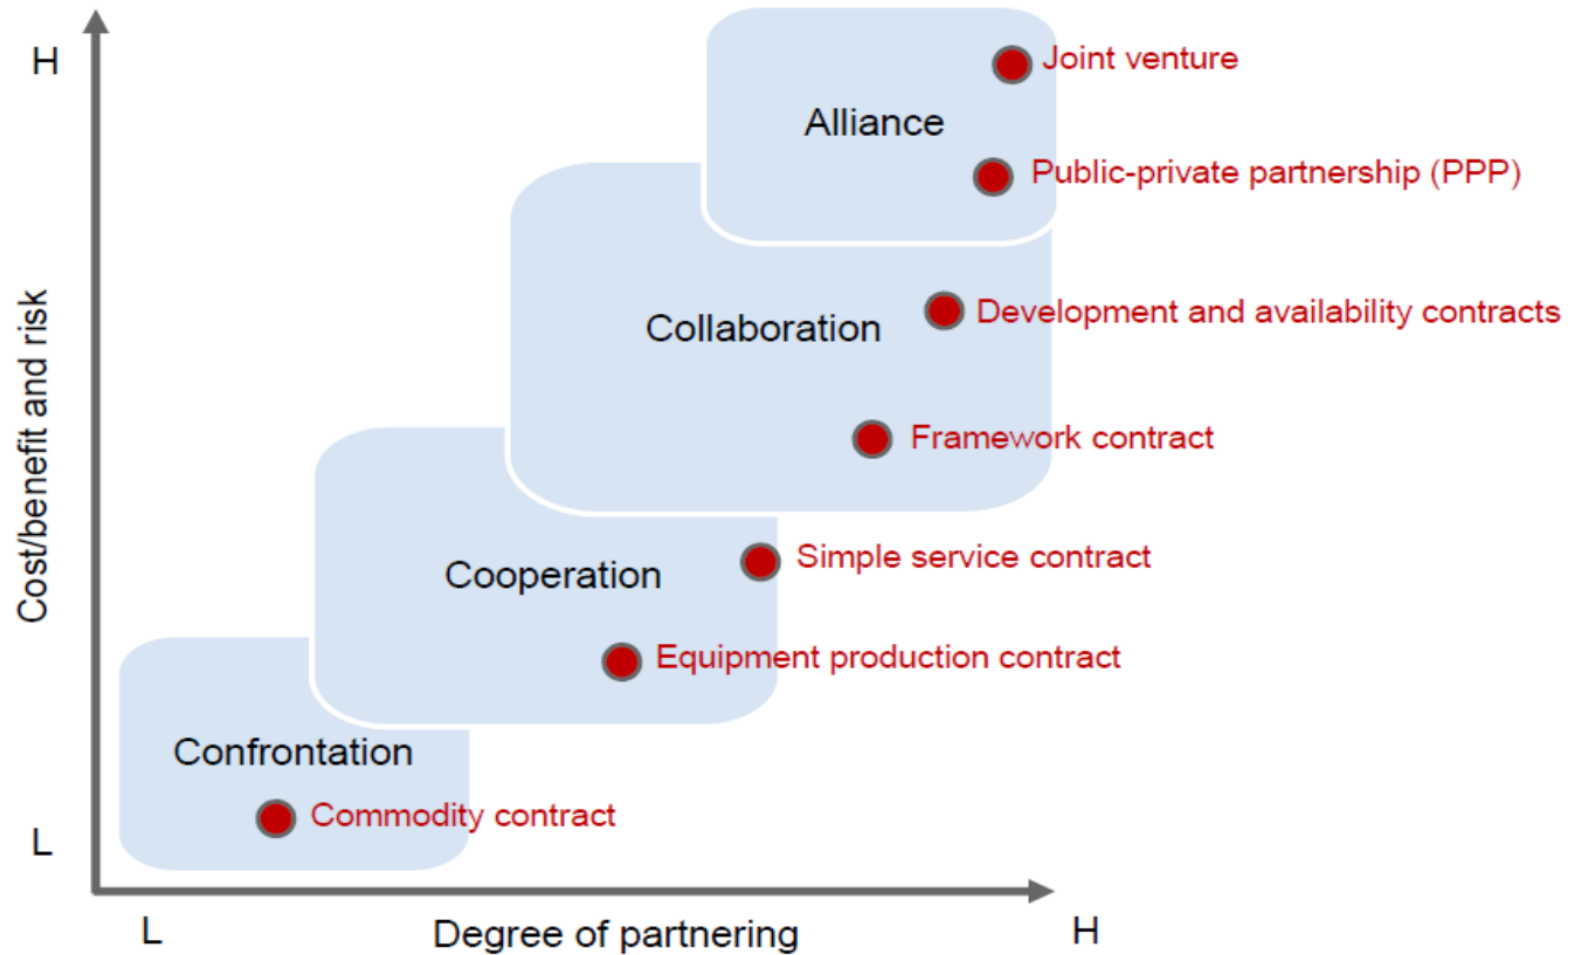 H
Joint venture
Alliance
Public-private partnership (PPP)
Development and availability contracts
Collaboration
Framework contract
Cost/benefit and risk
Simple service contract
Cooperation
Equipment production contract
Confrontation
Commodity contract
L
L
Degree of partnering
H